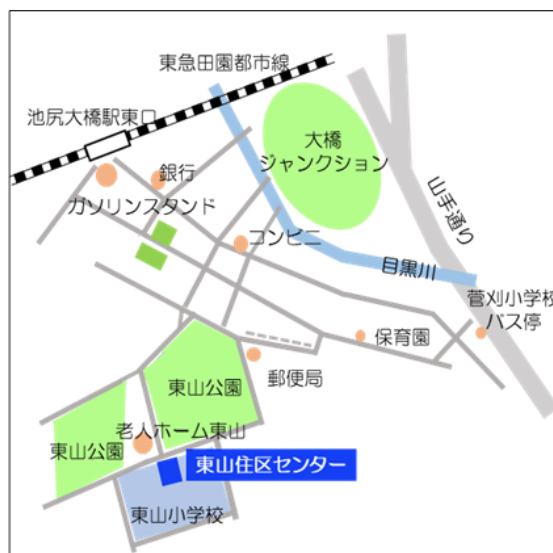 東急田園都市線
池尻大橋駅東口
大橋
ジャンクション
銀行
ガソリンスタンド
山手通り
コンビニ
目黒川
菅刈小学校
バス停
保育園
郵便局
東山公園
老人ホーム東山
東山公園
東山住区センター
東山小学校